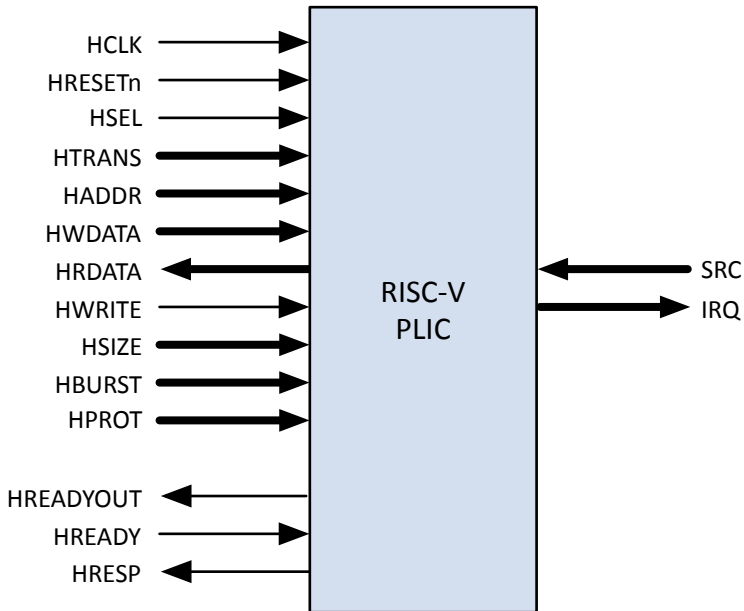 HCLK
HRESETn
HSEL
HTRANS
HADDR
HWDATA
HRDATA
HWRITE
HSIZE
HBURST
HPROT
HREADYOUT
HREADY
HRESP
RISC-V
PLIC
SRC
IRQ